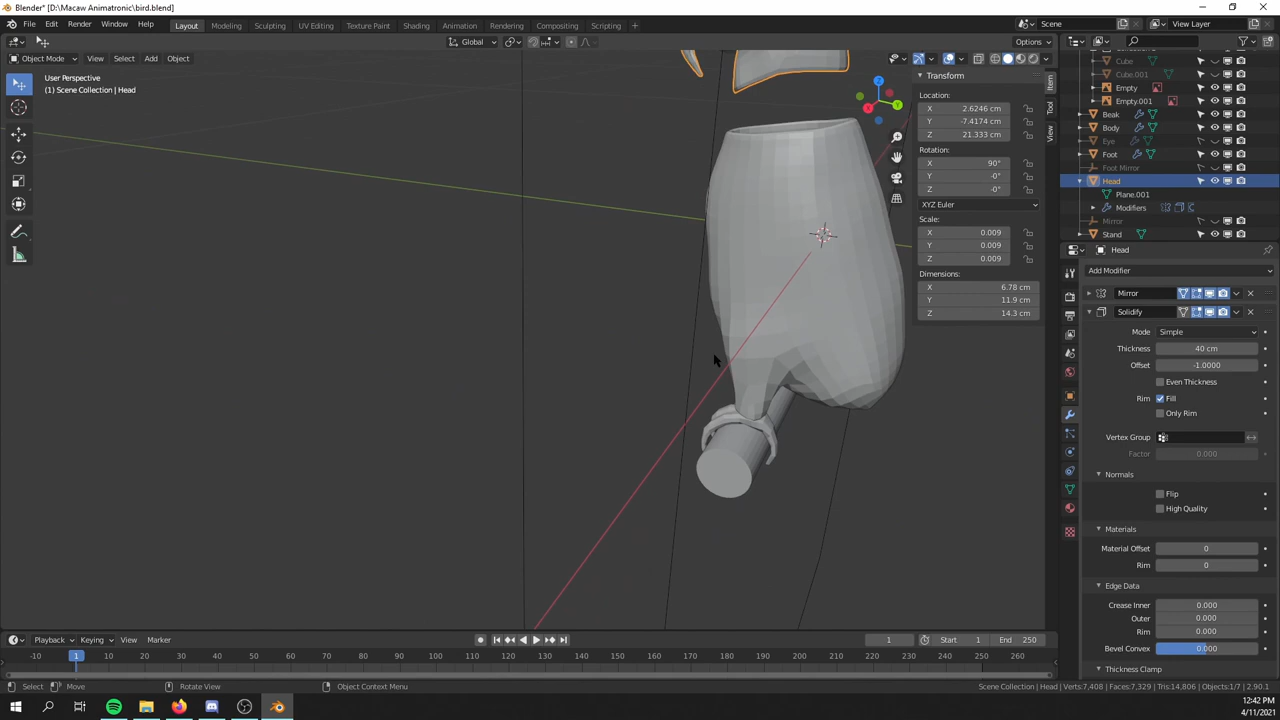 Blender* [D:\Macaw Animatronic\bird.blend]
File Edit Render Window Help Layout Modeling Sculpting UV Editing Texture Paint Shading Animation Rendering Compositing Scripting + Scene View Layer
Global Options
Object Mode View Select Add Object
User Perspective
(1) Scene Collection | Head
Transform
Location:
X 2.6246 cm
Y -7.4174 cm
Z 21.333 cm
Rotation:
X 90°
Y -0°
Z -0°
XYZ Euler
Scale:
X 0.009
Y 0.009
Z 0.009
Dimensions:
X 6.78 cm
Y 11.9 cm
Z 14.3 cm
Item
Tool
View
X
Y
Z
Cube
Cube.001
Empty
Empty.001
Beak
Body
Eye
Foot
Foot Mirror
Head
Plane.001
Modifiers
Mirror
Stand
Head
Add Modifier
Mirror
Solidify
Mode Simple
Thickness 40 cm
Offset -1.0000
Even Thickness
Rim Fill
Only Rim
Vertex Group
Factor 0.000
Normals
Flip
High Quality
Materials
Material Offset 0
Rim 0
Edge Data
Crease Inner 0.000
Outer 0.000
Rim 0.000
Bevel Convex 0.000
Thickness Clamp
Playback Keying View Marker 1 Start 1 End 250
-10 1 10 20 30 40 50 60 70 80 90 100 110 120 130 140 150 160 170 180 190 200 210 220 230 240 250 260
Select Move Rotate View Object Context Menu Scene Collection | Head | Verts:7,408 | Faces:7,329 | Tris:14,806 | Objects:1/7 | 2.90.1
12:42 PM
4/11/2021